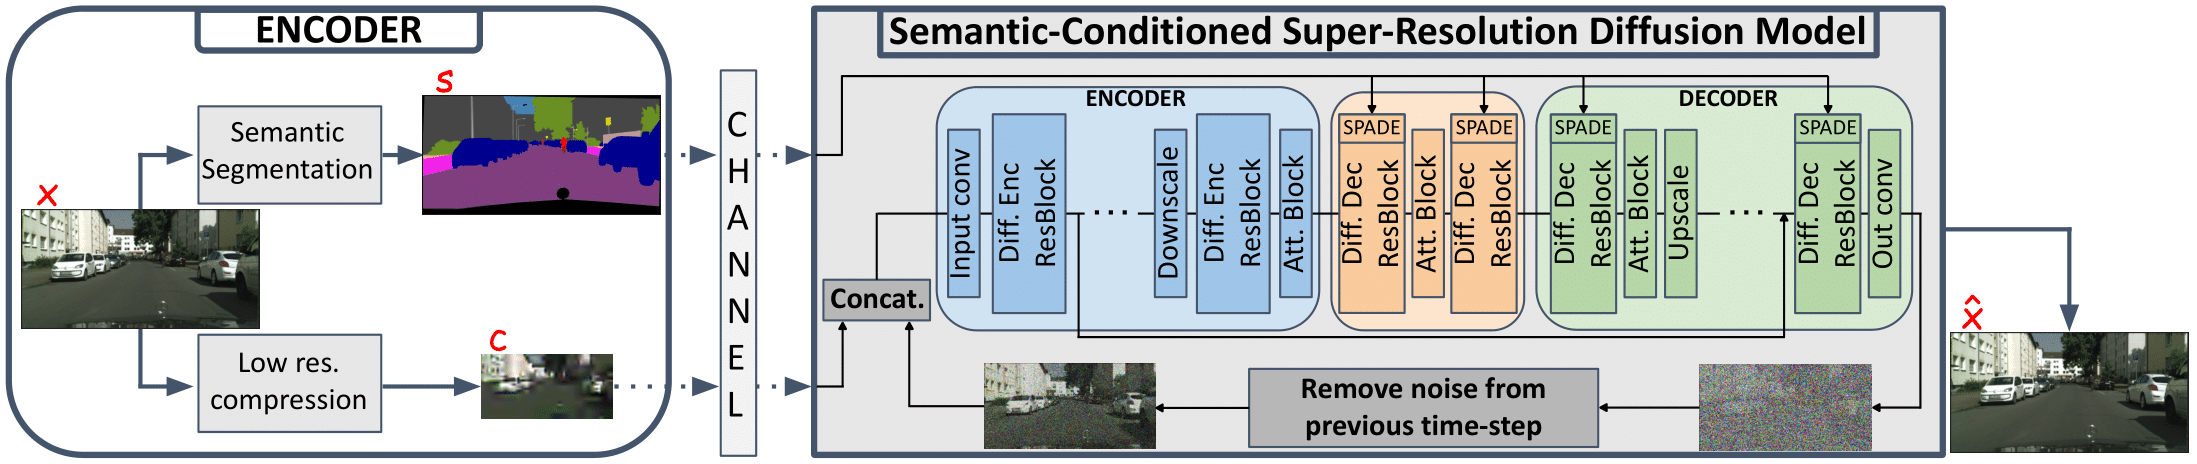 ENCODER
Semantic-Conditioned Super-Resolution Diffusion Model
S
X
Semantic
Segmentation
Low res.
compression
C
C
H
A
N
N
E
L
ENCODER
DECODER
Input conv
Diff. Enc
ResBlock
...
Downscale
Diff. Enc
ResBlock
Att. Block
SPADE
Diff. Dec
ResBlock
Att. Block
SPADE
Diff. Dec
ResBlock
SPADE
Diff. Dec
ResBlock
Att. Block
Upscale
...
SPADE
Diff. Dec
ResBlock
Out conv
Concat.
Remove noise from
previous time-step
X̂